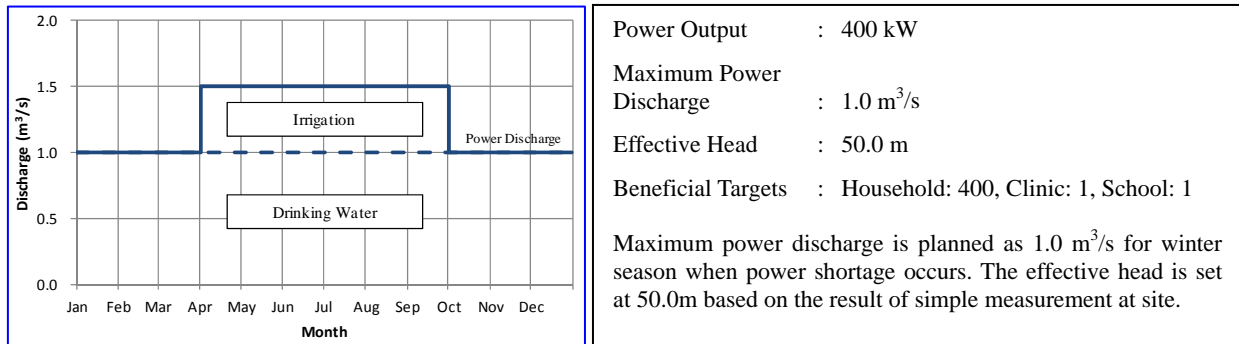 2.0
1.5
1.0
0.5
0.0
Discharge (m³/s)
Irrigation
Power Discharge
Drinking Water
Jan Feb Mar Apr May Jun Jul Aug Sep Oct Nov Dec
Month
Power Output : 400 kW
Maximum Power
Discharge : 1.0 m³/s
Effective Head : 50.0 m
Beneficial Targets : Household: 400, Clinic: 1, School: 1
Maximum power discharge is planned as 1.0 m³/s for winter
season when power shortage occurs. The effective head is set
at 50.0m based on the result of simple measurement at site.